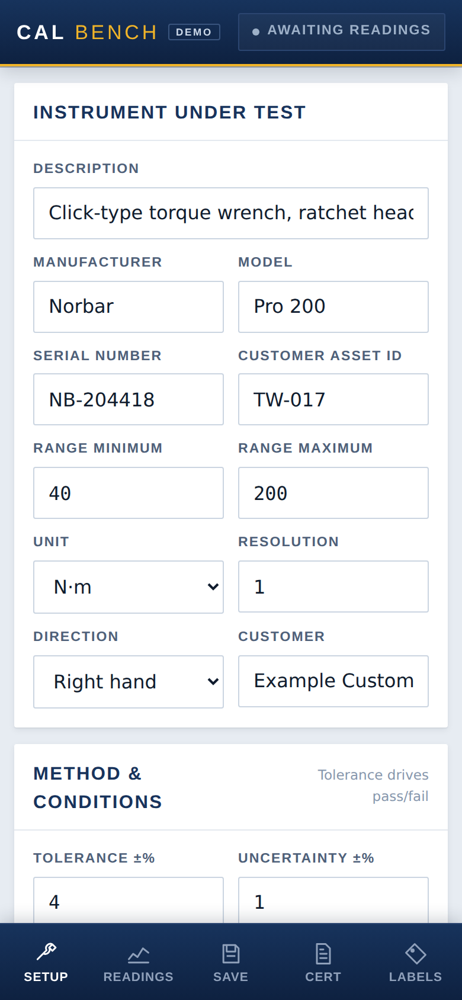 CAL BENCH DEMO AWAITING READINGS
INSTRUMENT UNDER TEST
DESCRIPTION
Click-type torque wrench, ratchet head
MANUFACTURER MODEL
Norbar Pro 200
SERIAL NUMBER CUSTOMER ASSET ID
NB-204418 TW-017
RANGE MINIMUM RANGE MAXIMUM
40 200
UNIT RESOLUTION
N·m 1
DIRECTION CUSTOMER
Right hand Example Custom
METHOD & CONDITIONS
Tolerance drives pass/fail
TOLERANCE ±% UNCERTAINTY ±%
4 1
SETUP READINGS SAVE CERT LABELS